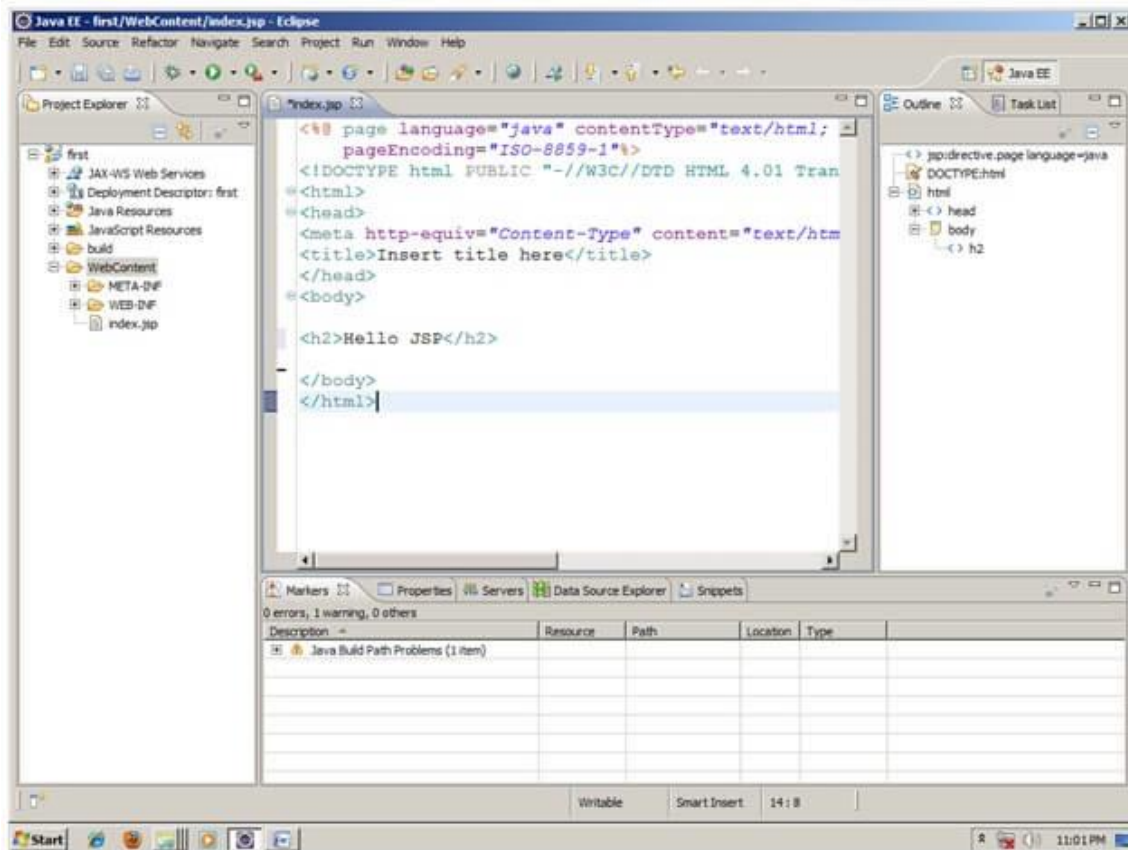 Java EE - first/WebContent/index.jsp - Eclipse
File Edit Source Refactor Navigate Search Project Run Window Help
Java EE
Project Explorer
first
JAX-WS Web Services
Deployment Descriptor: first
Java Resources
JavaScript Resources
build
WebContent
META-INF
WEB-INF
index.jsp
*index.jsp
<%@ page language="java" contentType="text/html;
pageEncoding="ISO-8859-1"%>
<!DOCTYPE html PUBLIC "-//W3C//DTD HTML 4.01 Tran
<html>
<head>
<meta http-equiv="Content-Type" content="text/htm
<title>Insert title here</title>
</head>
<body>
<h2>Hello JSP</h2>
</body>
</html>
Outline Task List
jsp:directive.page language=java
DOCTYPE:html
html
head
body
h2
Markers Properties Servers Data Source Explorer Snippets
0 errors, 1 warning, 0 others
Description Resource Path Location Type
Java Build Path Problems (1 item)
Writable Smart Insert 14 : 8
Start 11:01 PM